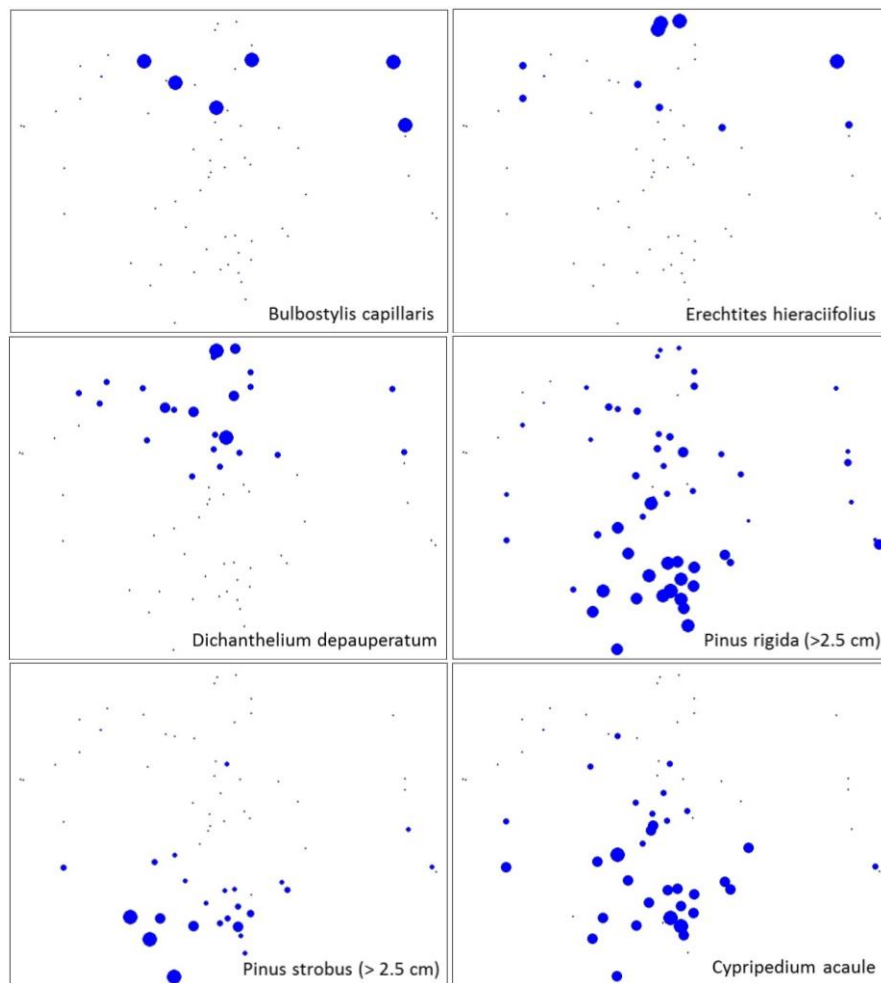 Bulbostylis capillaris
Erechtites hieraciifolius
Dichanthelium depauperatum
Pinus rigida (>2.5 cm)
Pinus strobus (> 2.5 cm)
Cypripedium acaule